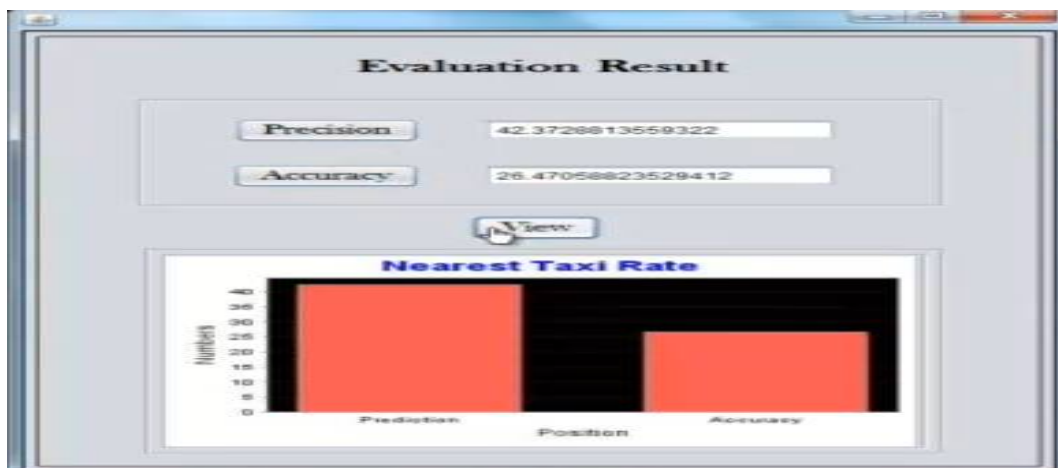 Evaluation Result
Precision 42.3728813559322
Accuracy 26.47058823529412
View
Nearest Taxi Rate
Numbers
40
35
30
25
20
15
10
5
0
Prediction Accuracy
Position